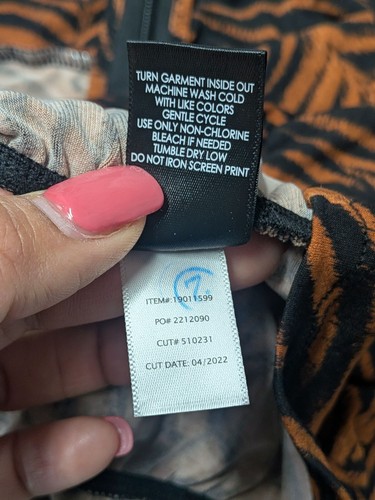 TURN GARMENT INSIDE OUT
MACHINE WASH COLD
WITH LIKE COLORS
GENTLE CYCLE
USE ONLY NON-CHLORINE
BLEACH IF NEEDED
TUMBLE DRY LOW
DO NOT IRON SCREEN PRINT
7.
ITEM#:19011599
PO# 2212090
CUT# 510231
CUT DATE: 04/2022